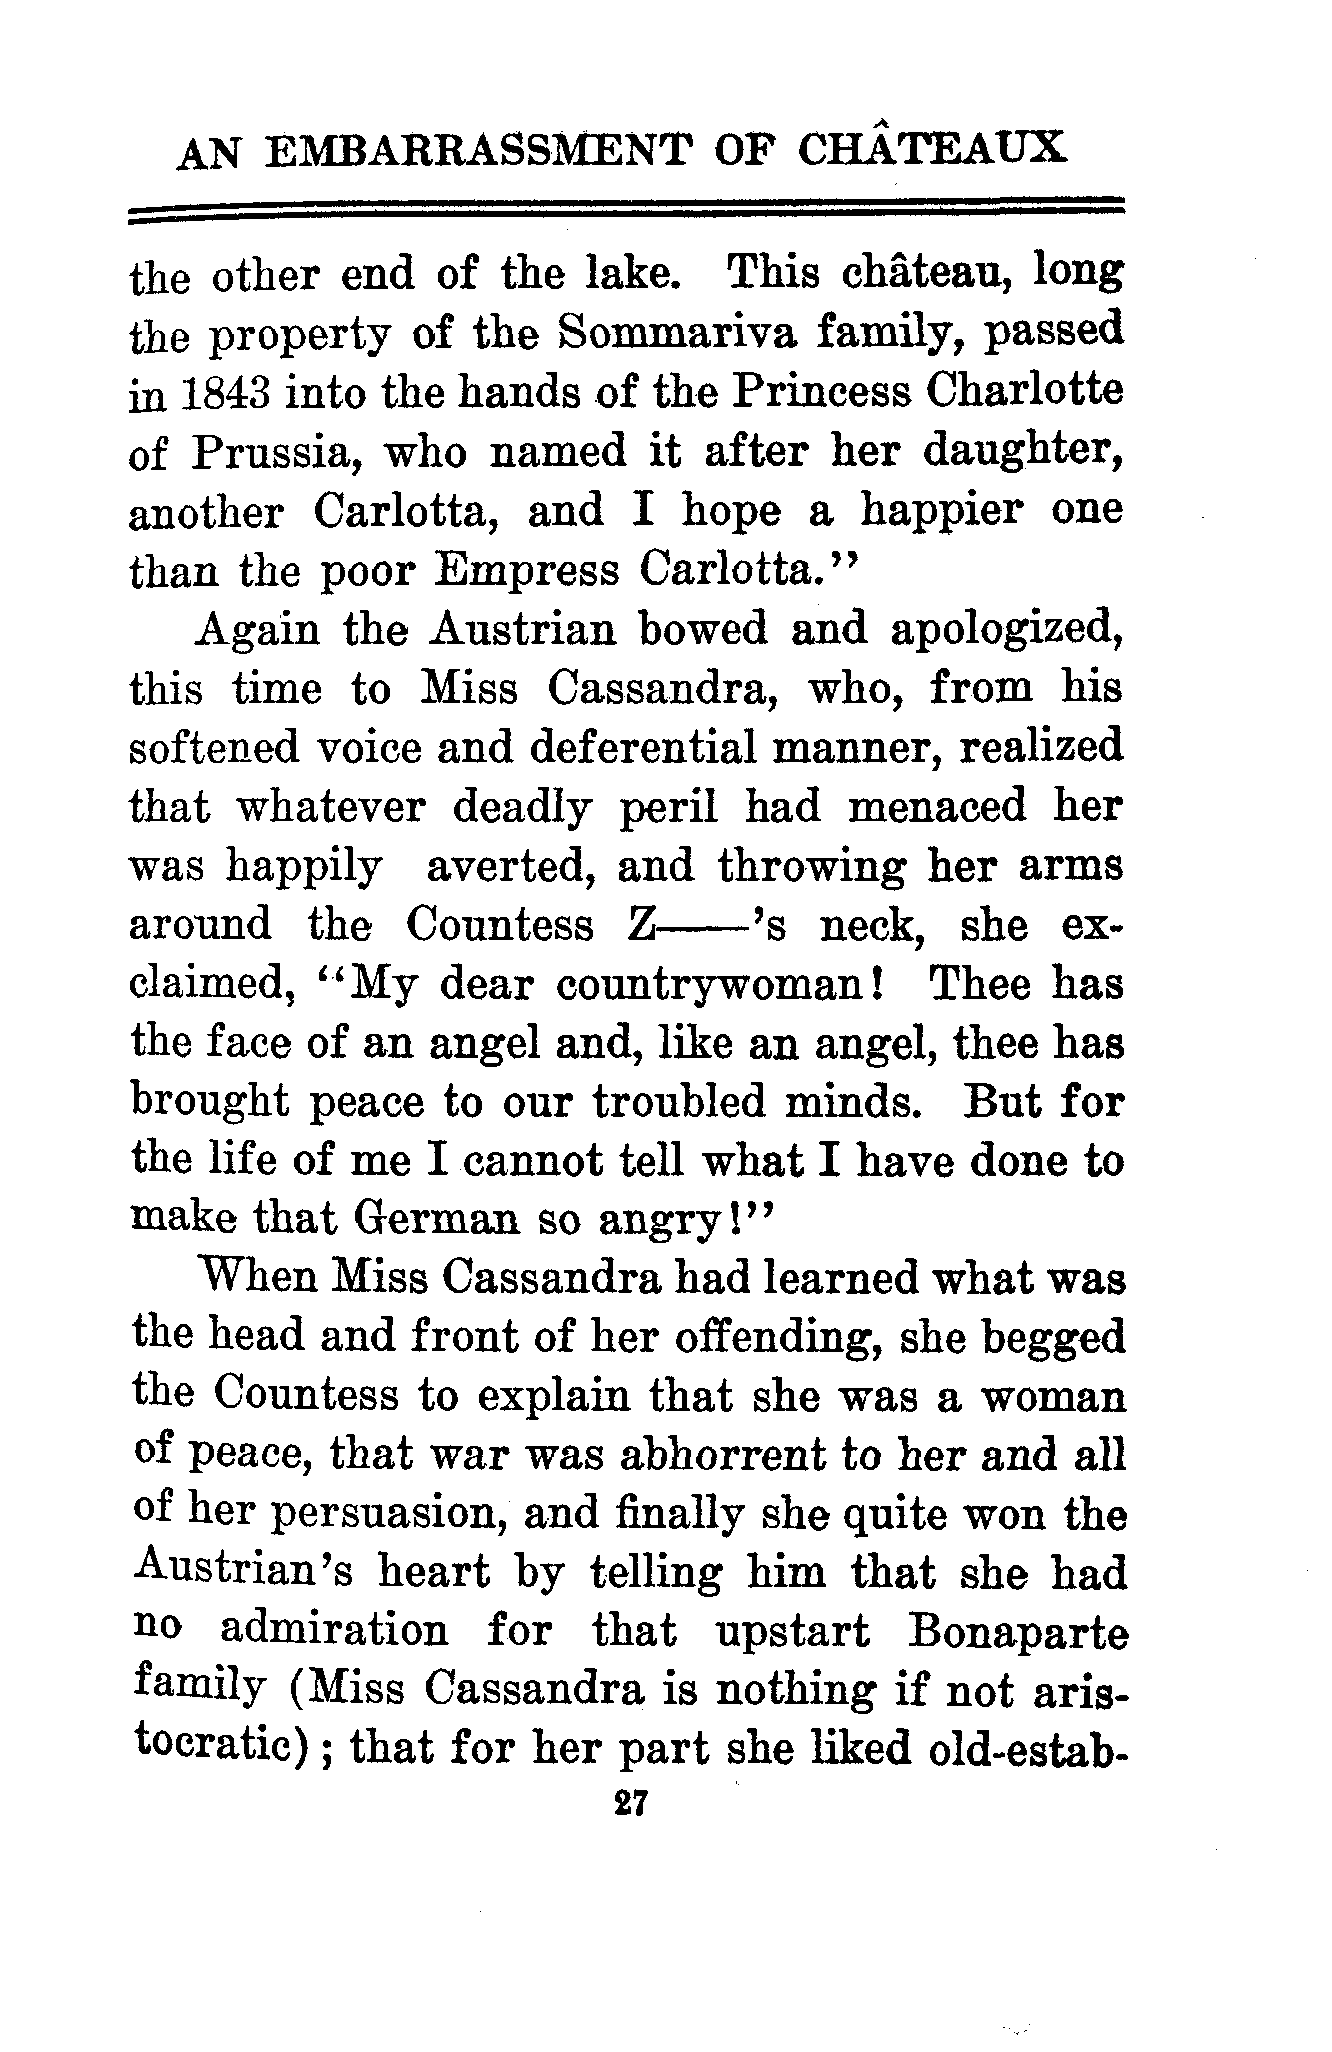 AN EMBARRASSMENT OF CHÂTEAUX
the other end of the lake. This château, long
the property of the Sommariva family, passed
in 1843 into the hands of the Princess Charlotte
of Prussia, who named it after her daughter,
another Carlotta, and I hope a happier one
than the poor Empress Carlotta."
Again the Austrian bowed and apologized,
this time to Miss Cassandra, who, from his
softened voice and deferential manner, realized
that whatever deadly peril had menaced her
was happily averted, and throwing her arms
around the Countess Z——'s neck, she ex-
claimed, "My dear countrywoman! Thee has
the face of an angel and, like an angel, thee has
brought peace to our troubled minds. But for
the life of me I cannot tell what I have done to
make that German so angry!"
When Miss Cassandra had learned what was
the head and front of her offending, she begged
the Countess to explain that she was a woman
of peace, that war was abhorrent to her and all
of her persuasion, and finally she quite won the
Austrian's heart by telling him that she had
no admiration for that upstart Bonaparte
family (Miss Cassandra is nothing if not aris-
tocratic); that for her part she liked old-estab-
27